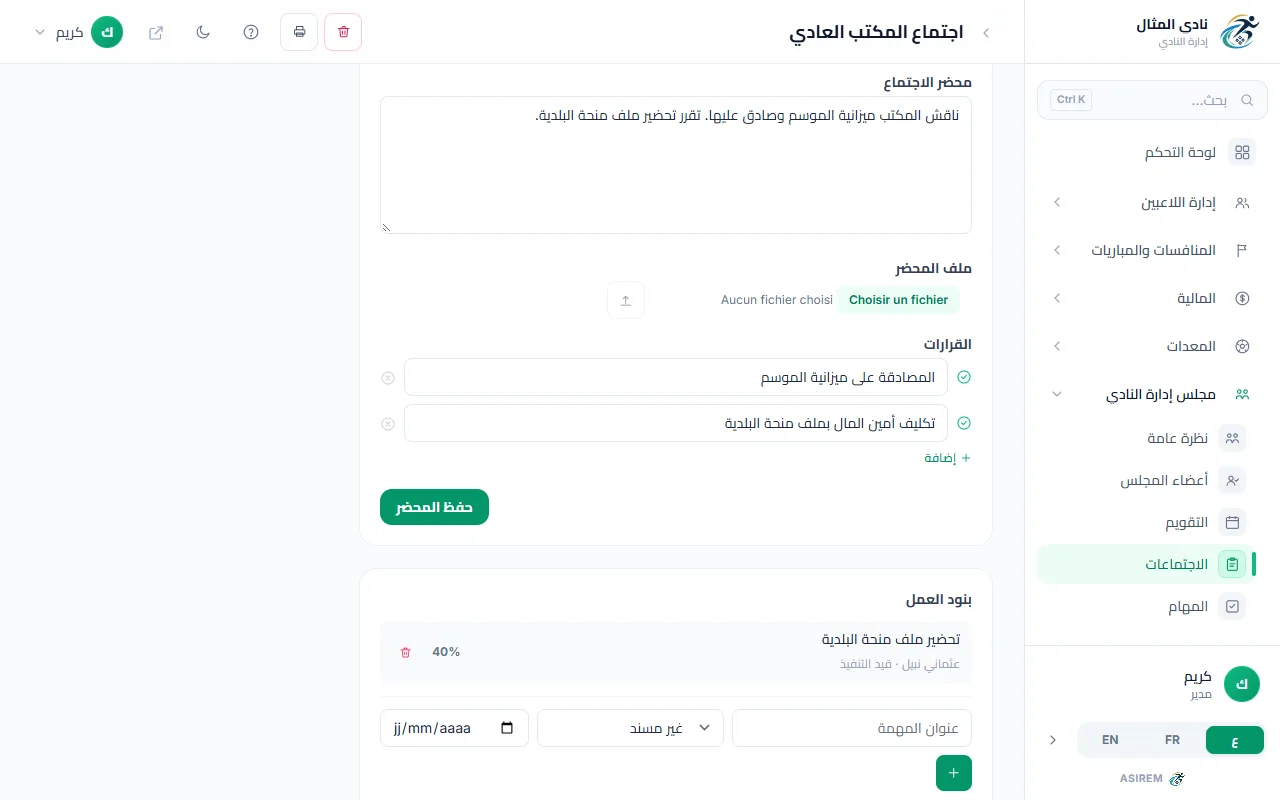 نادي المثال
إدارة النادي
بحث...
Ctrl K
لوحة التحكم
إدارة اللاعبين
المنافسات والمباريات
المالية
المعدات
مجلس إدارة النادي
نظرة عامة
أعضاء المجلس
التقويم
الاجتماعات
المهام
ك
كريم
مدير
ع
FR
EN
ASIREM
اجتماع المكتب العادي
ك
كريم
محضر الاجتماع
ناقش المكتب ميزانية الموسم وصادق عليها. تقرر تحضير ملف منحة البلدية.
ملف المحضر
Choisir un fichier
Aucun fichier choisi
القرارات
المصادقة على ميزانية الموسم
تكليف أمين المال بملف منحة البلدية
+ إضافة
حفظ المحضر
بنود العمل
تحضير ملف منحة البلدية
عثماني نبيل · قيد التنفيذ
40%
عنوان المهمة
غير مسند
jj/mm/aaaa
+